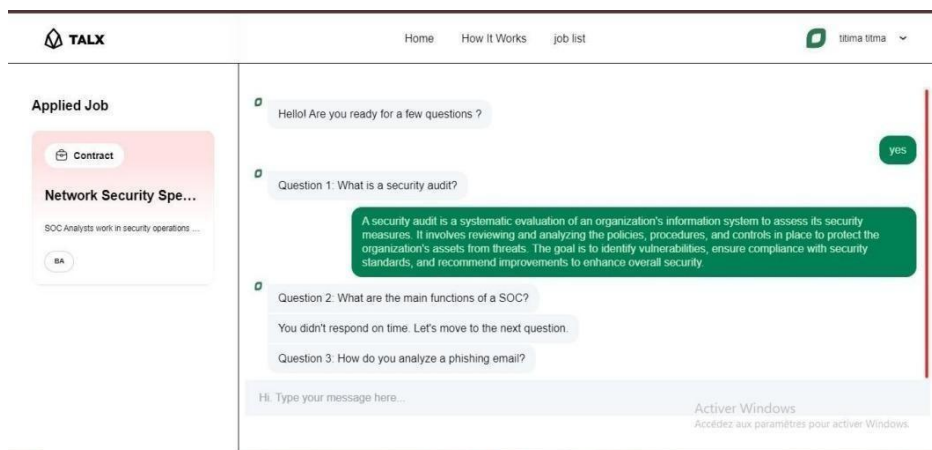 TALX
Home How It Works job list
titima titma
Applied Job
Contract
Network Security Spe...
SOC Analysts work in security operations ...
BA
Hello! Are you ready for a few questions ?
yes
Question 1: What is a security audit?
A security audit is a systematic evaluation of an organization's information system to assess its security
measures. It involves reviewing and analyzing the policies, procedures, and controls in place to protect the
organization's assets from threats. The goal is to identify vulnerabilities, ensure compliance with security
standards, and recommend improvements to enhance overall security.
Question 2: What are the main functions of a SOC?
You didn't respond on time. Let's move to the next question.
Question 3: How do you analyze a phishing email?
Hi. Type your message here...
Activer Windows
Accédez aux paramètres pour activer Windows.